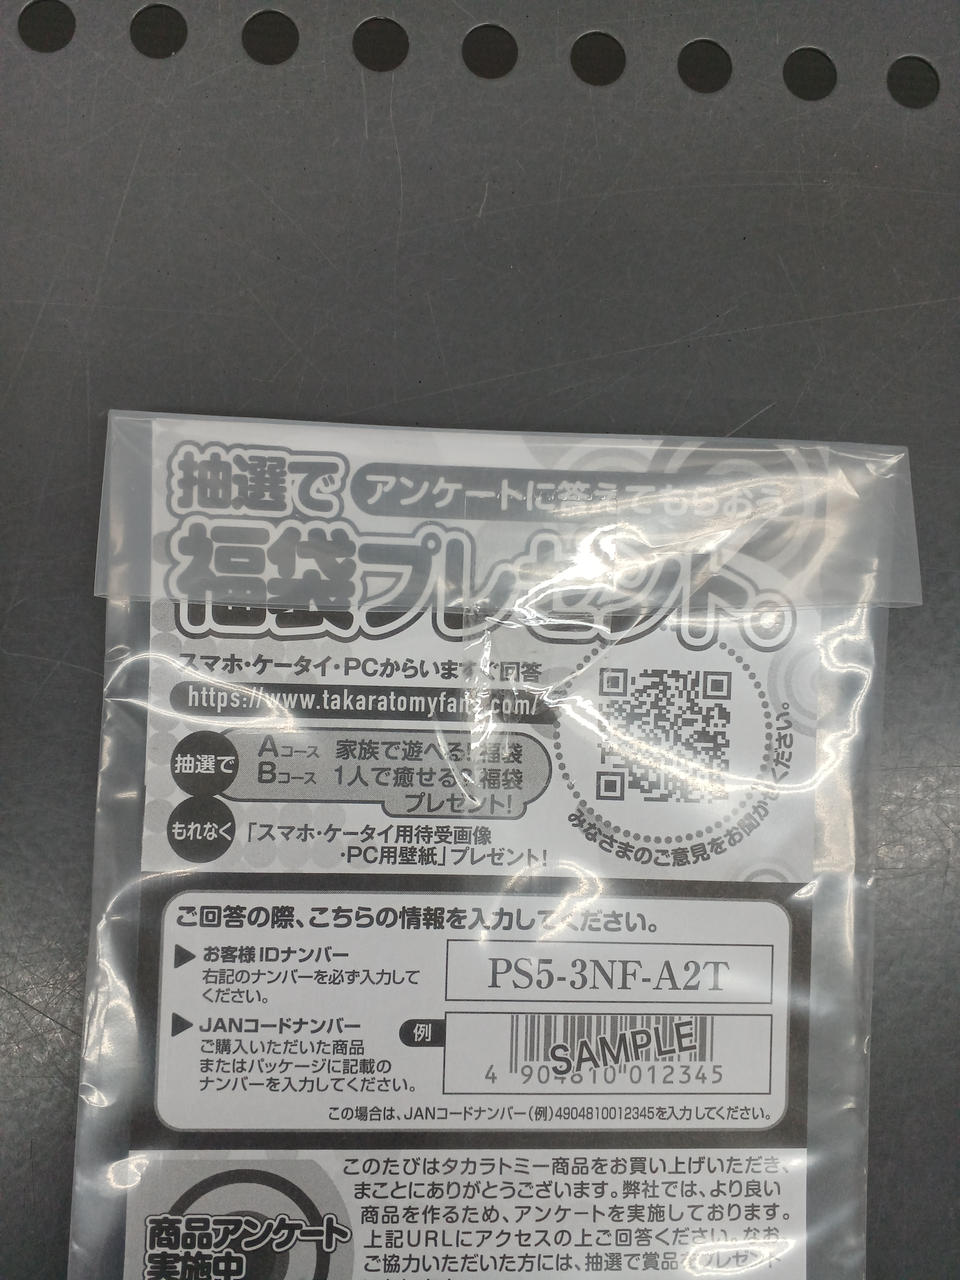 抽選で アンケートに答えてもらおう
福袋プレゼント。
スマホ・ケータイ・PCからいますぐ回答
https://www.takaratomyfans.com/
抽選で
Aコース 家族で遊べる!福袋
Bコース 1人で癒せる?福袋
プレゼント!
もれなく
「スマホ・ケータイ用待受画像
・PC用壁紙」プレゼント!
みなさまのご意見をお聞かせください。
ご回答の際、こちらの情報を入力してください。
▶お客様IDナンバー
右記のナンバーを必ず入力して
ください。
PS5-3NF-A2T
▶JANコードナンバー
ご購入いただいた商品
またはパッケージに記載の
ナンバーを入力してください。
例
SAMPLE
4 904810 012345
この場合は、JANコードナンバー(例)4904810012345を入力してください。
商品アンケート
実施中
このたびはタカラトミー商品をお買い上げいただき、
まことにありがとうございます。弊社では、より良い
商品を作るため、アンケートを実施しております。
上記URLにアクセスの上ご回答ください。なお、
ご協力いただいた方には、抽選で賞品をプレゼント